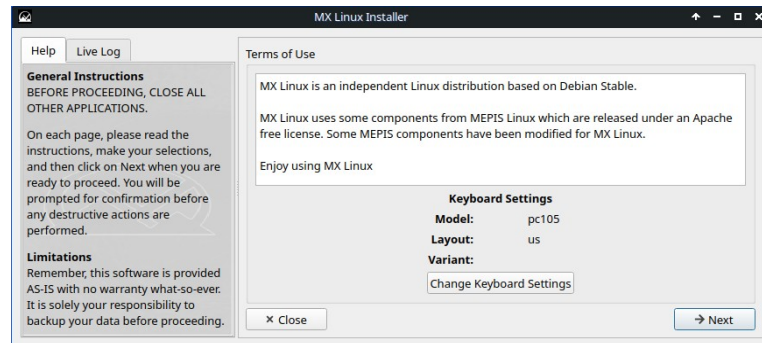 MX Linux Installer
Help
Live Log
General Instructions
BEFORE PROCEEDING, CLOSE ALL
OTHER APPLICATIONS.
On each page, please read the
instructions, make your selections,
and then click on Next when you are
ready to proceed. You will be
prompted for confirmation before
any destructive actions are
performed.
Limitations
Remember, this software is provided
AS-IS with no warranty what-so-ever.
It is solely your responsibility to
backup your data before proceeding.
Terms of Use
MX Linux is an independent Linux distribution based on Debian Stable.
MX Linux uses some components from MEPIS Linux which are released under an Apache
free license. Some MEPIS components have been modified for MX Linux.
Enjoy using MX Linux
Keyboard Settings
Model: pc105
Layout: us
Variant:
Change Keyboard Settings
Close
Next